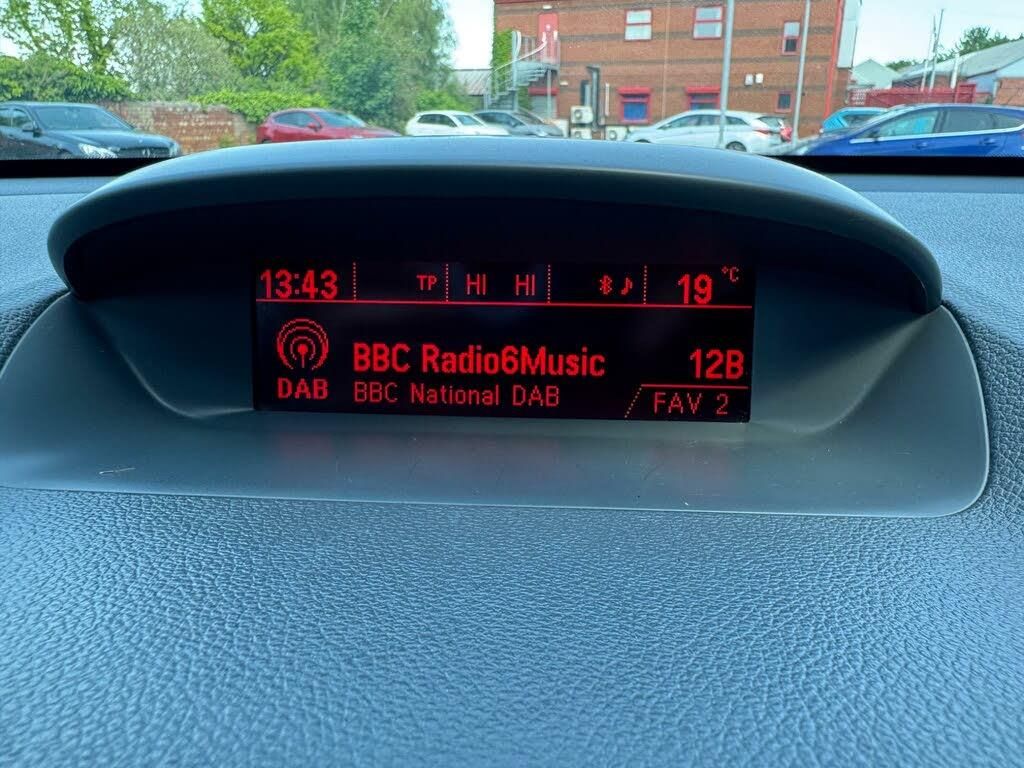 13:43 TP HI HI 19 °C
BBC Radio6Music 12B
DAB BBC National DAB FAV 2